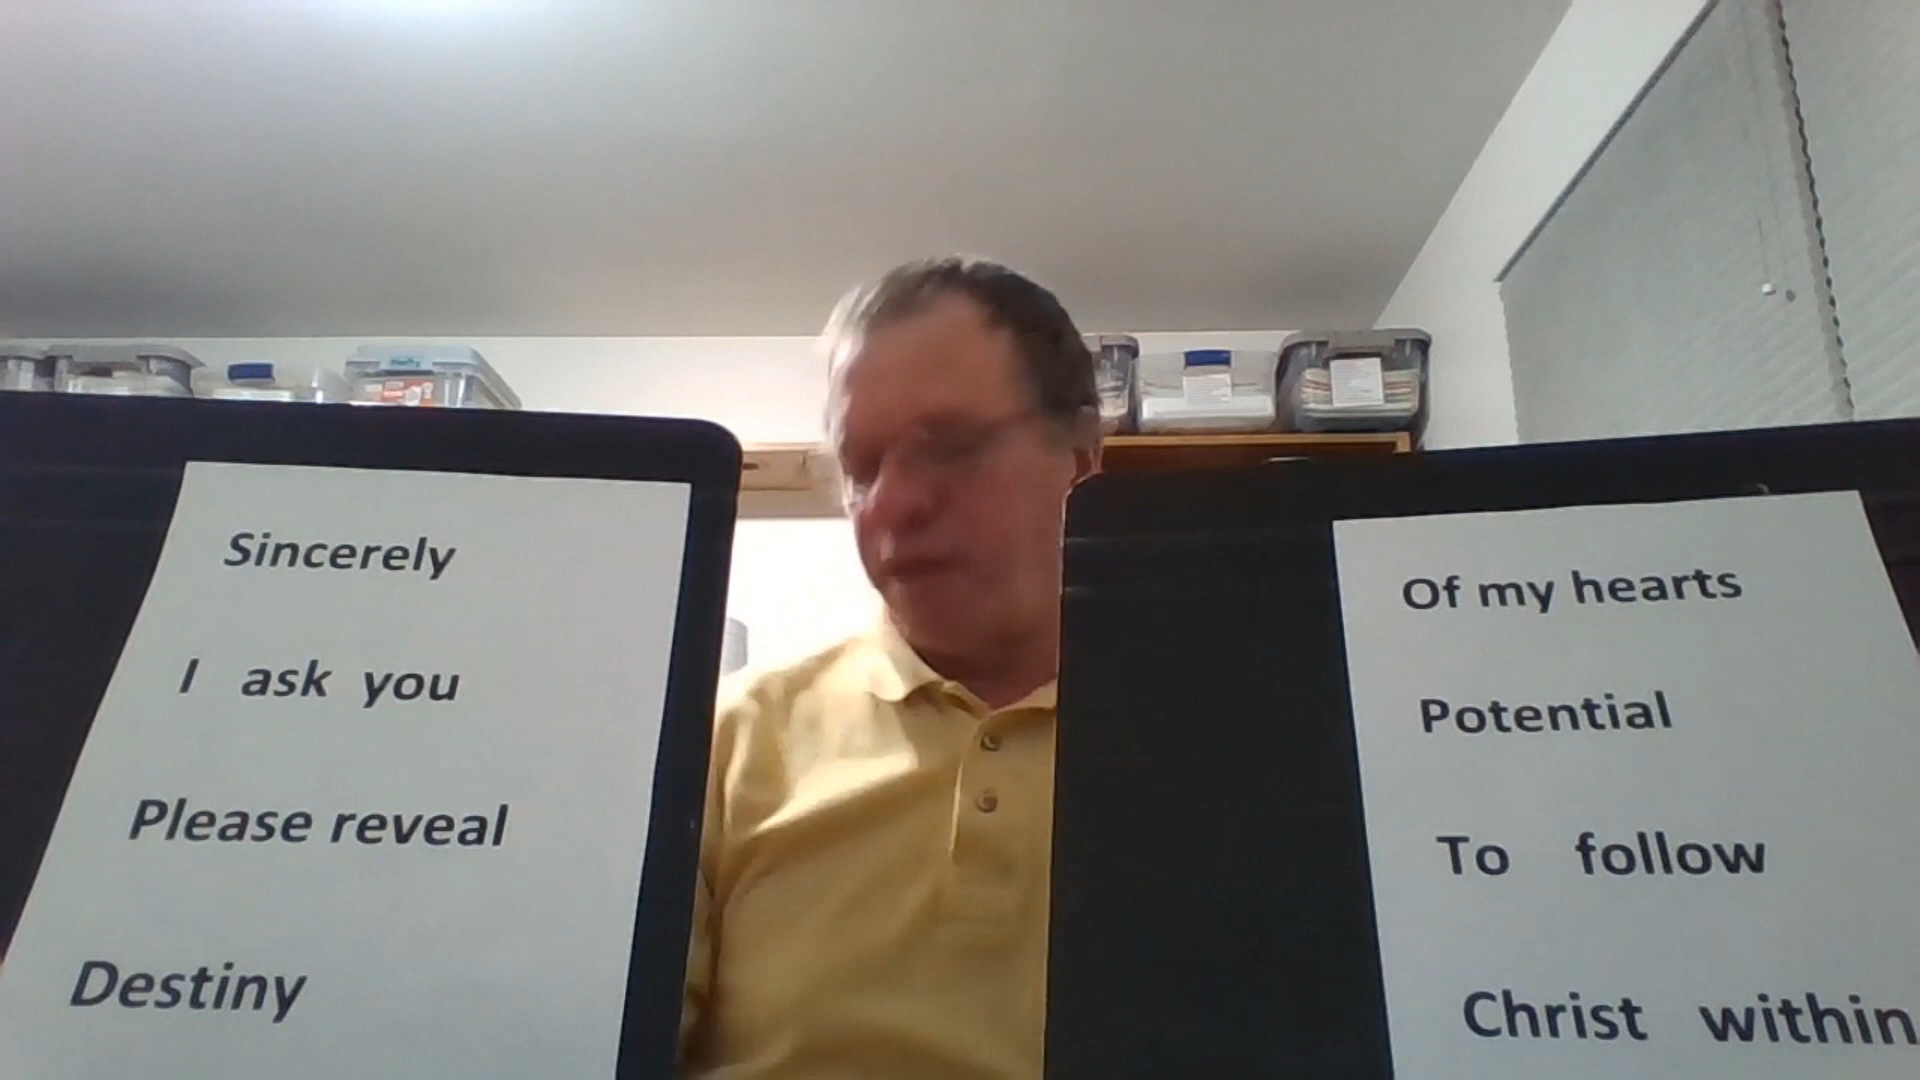 Sincerely
I ask you
Please reveal
Destiny
Of my hearts
Potential
To follow
Christ within